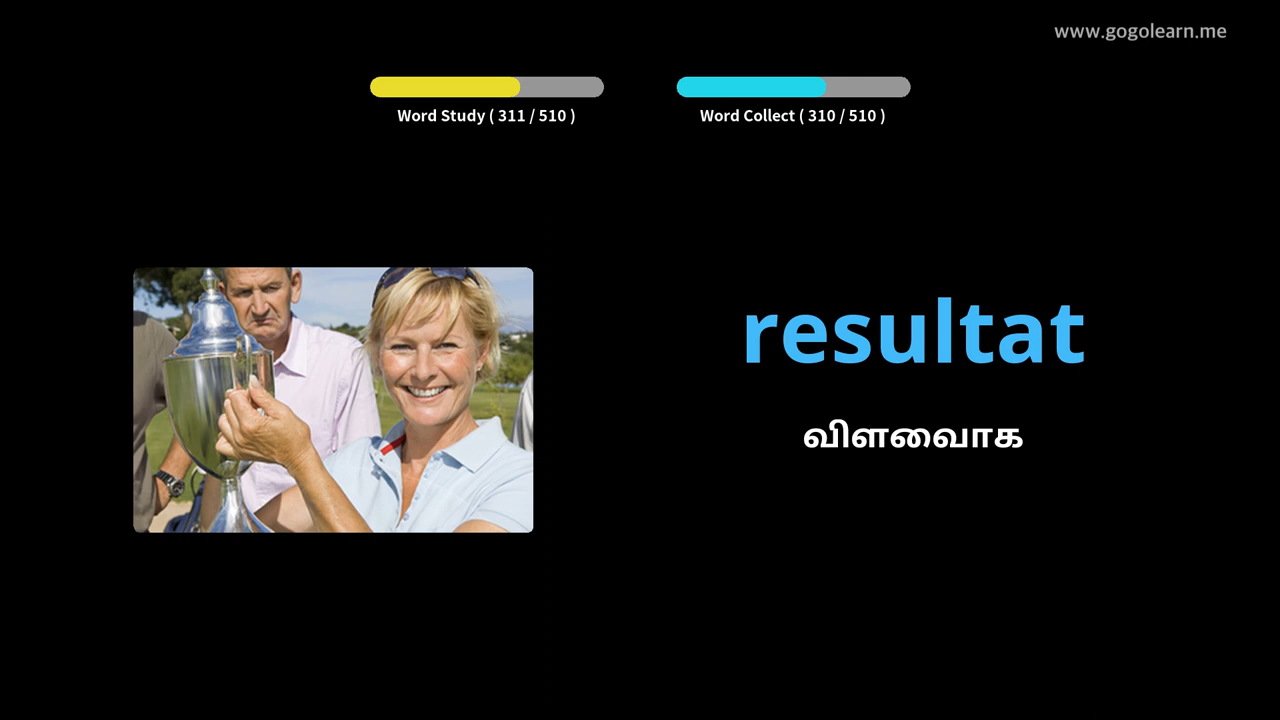 www.gogolearn.me
Word Study ( 311 / 510 )
Word Collect ( 310 / 510 )
resultat
விளைவாக